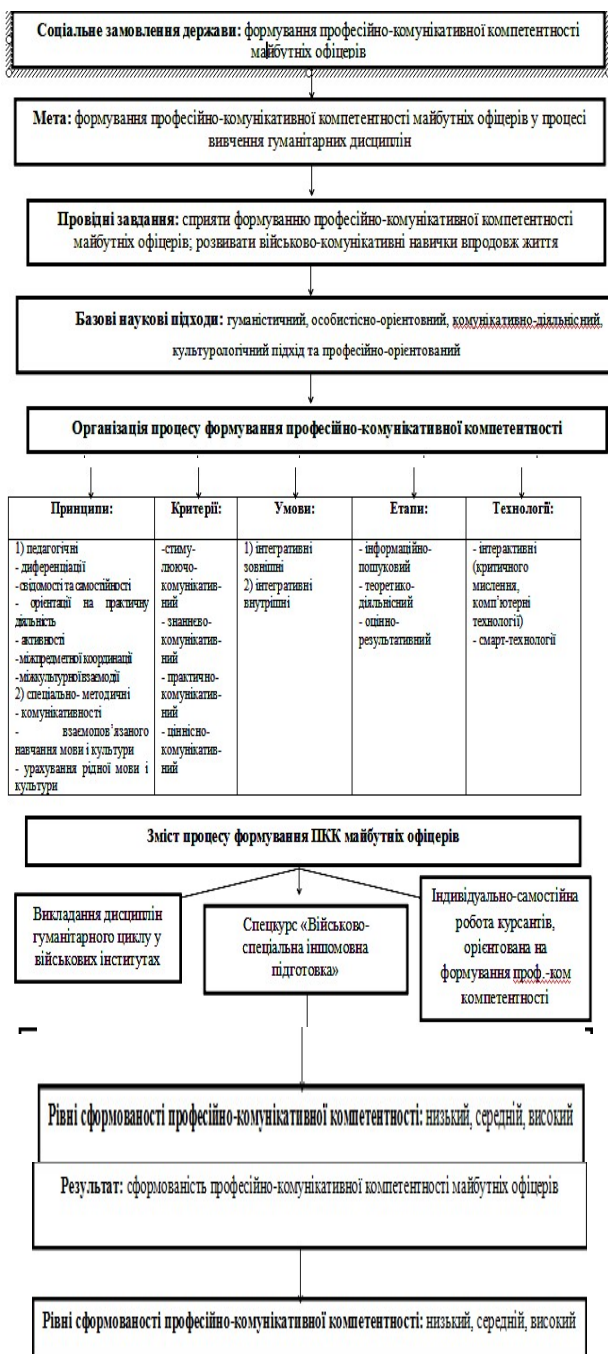 Соціальне замовлення держави: формування професійно-комунікативної компетентності
майбутніх офіцерів
Мета: формування професійно-комунікативної компетентності майбутніх офіцерів у процесі
вивчення гуманітарних дисциплін
Провідні завдання: сприяти формуванню професійно-комунікативної компетентності
майбутніх офіцерів; розвивати військово-комунікативні навички впродовж життя
Базові наукові підходи: гуманістичний, особистісно-орієнтовний, комунікативно-діяльнісний,
культурологічний підхід та професійно-орієнтований
Організація процесу формування професійно-комунікативної компетентності
Принципи:
1) педагогічні
- диференціації
-свідомості та самостійності
- орієнтації на практичну
діяльність
- активності
-міжпредметної координації
-міжкультурної взаємодії
2) спеціально- методичні
- комунікативності
- взаємопов’язаного
навчання мови і культури
- урахування рідної мови і
культури
Критерії:
-стиму-
люючо-
комунікатив-
ний
- знаннєво-
комунікатив-
ний
- практично-
комунікатив-
ний
- ціннісно-
комунікатив-
ний
Умови:
1) інтегративні
зовнішні
2) інтегративні
внутрішні
Етапи:
- інформаційно-
пошуковий
- теоретико-
діяльнісний
- оцінно-
результативний
Технології:
- інтерактивні
(критичного
мислення,
комп’ютерні
технології)
- смарт-технології
Зміст процесу формування ПКК майбутніх офіцерів
Викладання дисциплін
гуманітарного циклу у
військових інститутах
Спецкурс «Військово-
спеціальна іншомовна
підготовка»
Індивідуально-самостійна
робота курсантів,
орієнтована на
формування проф.-ком
компетентності
Рівні сформованості професійно-комунікативної компетентності: низький, середній, високий
Результат: сформованість професійно-комунікативної компетентності майбутніх офіцерів
Рівні сформованості професійно-комунікативної компетентності: низький, середній, високий